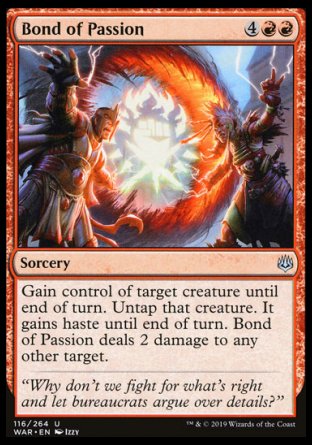 Bond of Passion 4
Sorcery
Gain control of target creature until
end of turn. Untap that creature. It
gains haste until end of turn. Bond
of Passion deals 2 damage to any
other target.
“Why don’t we fight for what’s right
and let bureaucrats argue over details?”
116/264 U
WAR • EN Izzy
™ & © 2019 Wizards of the Coast